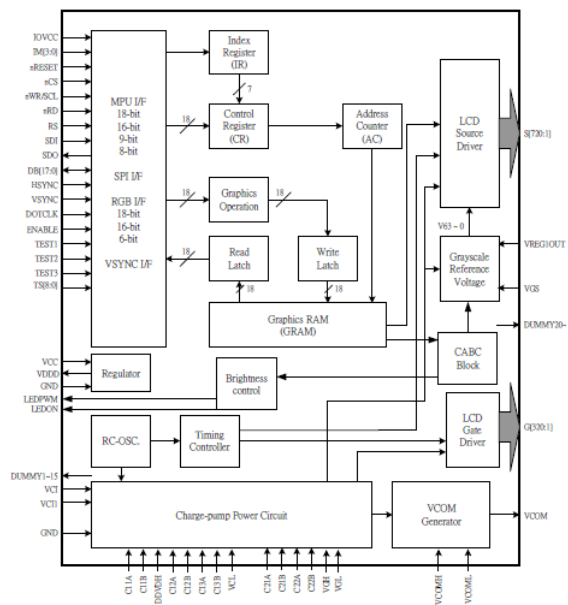 IOVCC
IM[3:0]
nRESET
nCS
nWR/SCL
nRD
RS
SDI
SDO
DB[17:0]
HSYNC
VSYNC
DOTCLK
ENABLE
TEST1
TEST2
TEST3
TS[8:0]
MPU I/F
18-bit
16-bit
9-bit
8-bit
SPI I/F
RGB I/F
18-bit
16-bit
6-bit
VSYNC I/F
Index
Register
(IR)
7
18
Control
Register
(CR)
Address
Counter
(AC)
18
Graphics
Operation
18
18
Read
Latch
Write
Latch
18
18
Graphics RAM
(GRAM)
LCD
Source
Driver
S[720:1]
V63 ~ 0
Grayscale
Reference
Voltage
VREG1OUT
VGS
DUMMY20~
CABC
Block
VCC
VDDD
GND
LEDPWM
LEDON
Regulator
Brightness
control
RC-OSC.
Timing
Controller
LCD
Gate
Driver
G[320:1]
DUMMY1~15
VCI
VCI1
GND
Charge-pump Power Circuit
VCOM
Generator
VCOM
C11A
C11B
DDVDH
C12A
C12B
C13A
C13B
VCL
C21A
C21B
C22A
C22B
VGH
VGL
VCOMH
VCOML